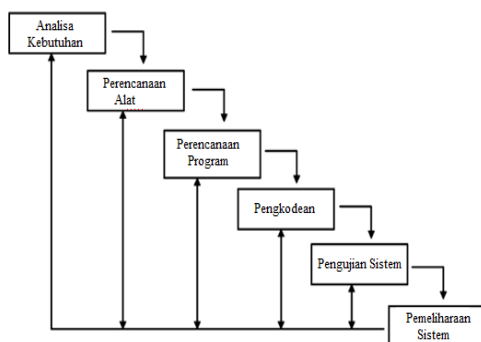 Analisa
Kebutuhan
Perencanaan
Alat
Perencanaan
Program
Pengkodean
Pengujian Sistem
Pemeliharaan
Sistem